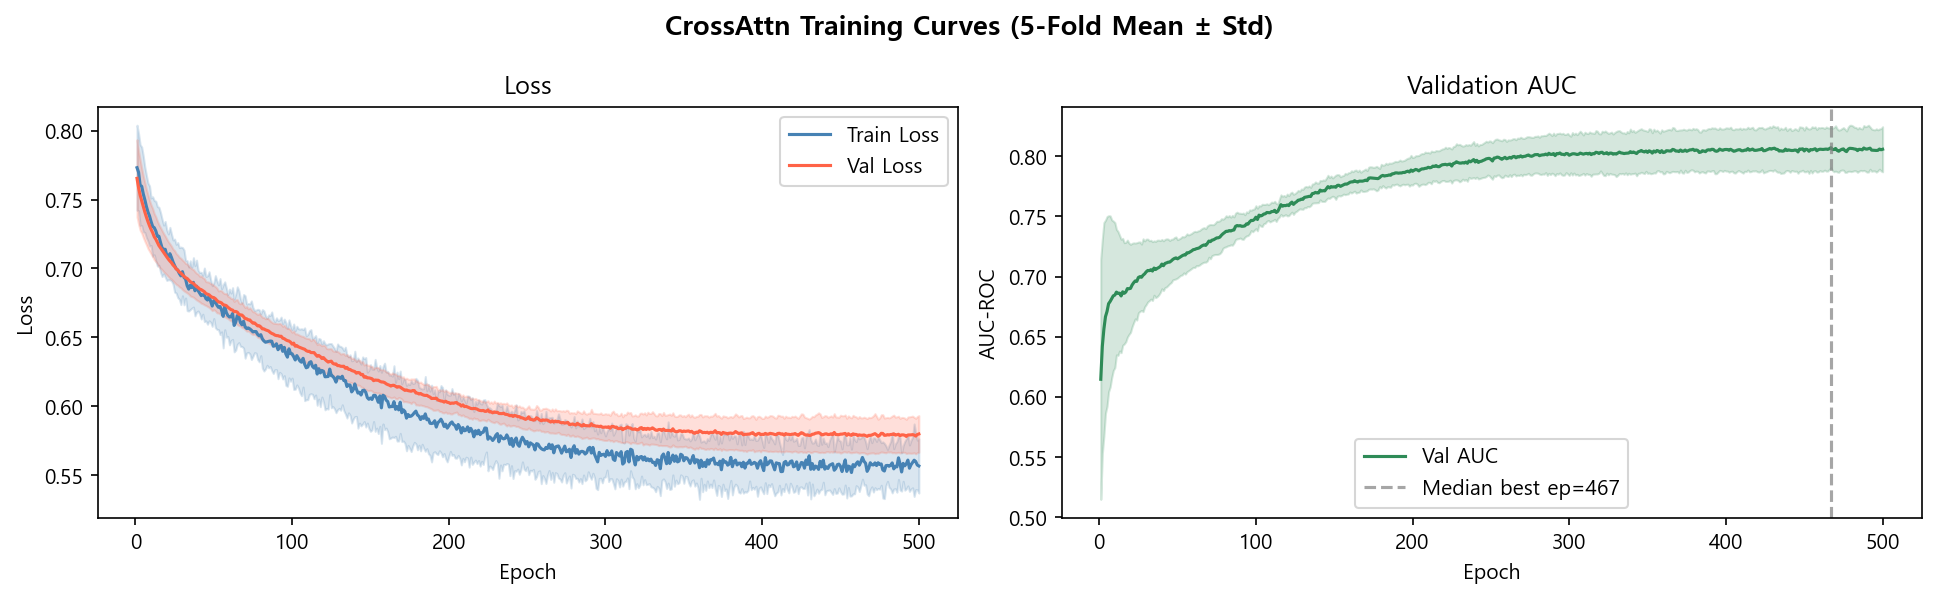 CrossAttn Training Curves (5-Fold Mean ± Std)
Loss
0.80
0.75
0.70
0.65
0.60
0.55
Loss
0
100
200
300
400
500
Epoch
Train Loss
Val Loss
Validation AUC
0.80
0.75
0.70
0.65
0.60
0.55
0.50
AUC-ROC
0
100
200
300
400
500
Epoch
Val AUC
Median best ep=467